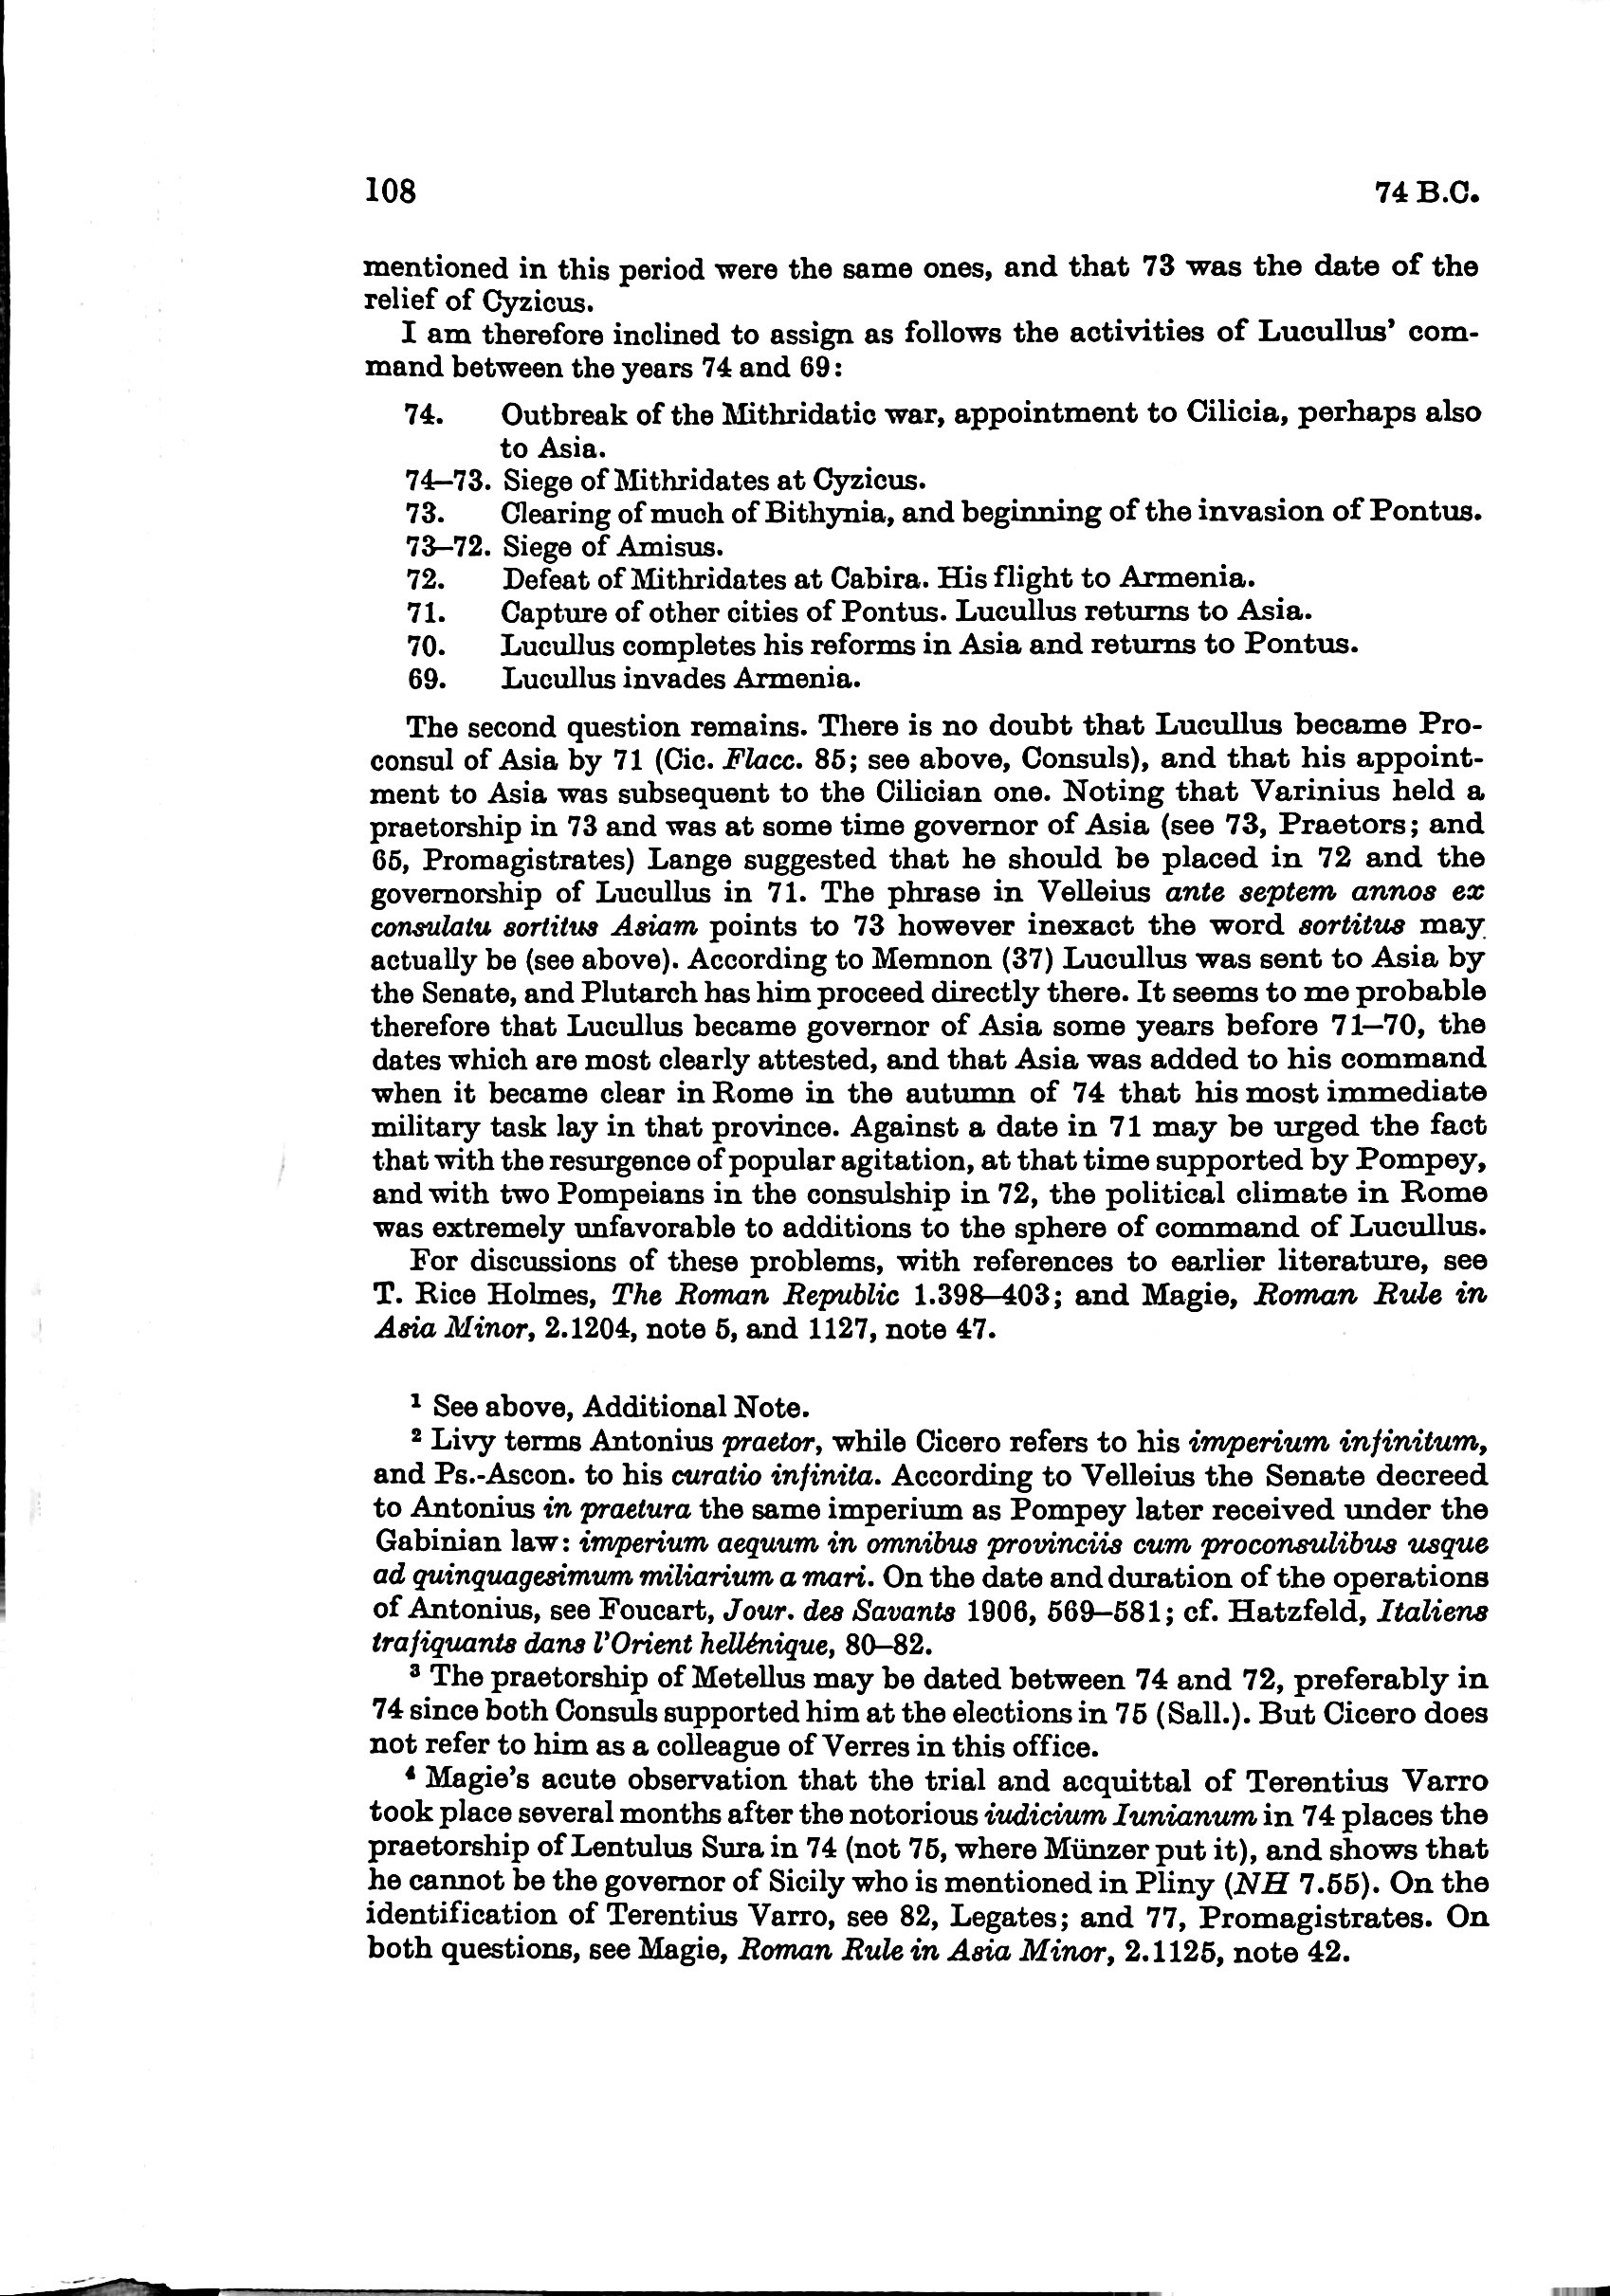 108 74 B.C.
mentioned in this period were the same ones, and that 73 was the date of the
relief of Cyzicus.
I am therefore inclined to assign as follows the activities of Lucullus' com-
mand between the years 74 and 69:
74. Outbreak of the Mithridatic war, appointment to Cilicia, perhaps also
to Asia.
74–73. Siege of Mithridates at Cyzicus.
73. Clearing of much of Bithynia, and beginning of the invasion of Pontus.
73–72. Siege of Amisus.
72. Defeat of Mithridates at Cabira. His flight to Armenia.
71. Capture of other cities of Pontus. Lucullus returns to Asia.
70. Lucullus completes his reforms in Asia and returns to Pontus.
69. Lucullus invades Armenia.
The second question remains. There is no doubt that Lucullus became Pro-
consul of Asia by 71 (Cic. Flacc. 85; see above, Consuls), and that his appoint-
ment to Asia was subsequent to the Cilician one. Noting that Varinius held a
praetorship in 73 and was at some time governor of Asia (see 73, Praetors; and
65, Promagistrates) Lange suggested that he should be placed in 72 and the
governorship of Lucullus in 71. The phrase in Velleius ante septem annos ex
consulatu sortitus Asiam points to 73 however inexact the word sortitus may
actually be (see above). According to Memnon (37) Lucullus was sent to Asia by
the Senate, and Plutarch has him proceed directly there. It seems to me probable
therefore that Lucullus became governor of Asia some years before 71–70, the
dates which are most clearly attested, and that Asia was added to his command
when it became clear in Rome in the autumn of 74 that his most immediate
military task lay in that province. Against a date in 71 may be urged the fact
that with the resurgence of popular agitation, at that time supported by Pompey,
and with two Pompeians in the consulship in 72, the political climate in Rome
was extremely unfavorable to additions to the sphere of command of Lucullus.
For discussions of these problems, with references to earlier literature, see
T. Rice Holmes, The Roman Republic 1.398–403; and Magie, Roman Rule in
Asia Minor, 2.1204, note 5, and 1127, note 47.
¹ See above, Additional Note.
² Livy terms Antonius praetor, while Cicero refers to his imperium infinitum,
and Ps.-Ascon. to his curatio infinita. According to Velleius the Senate decreed
to Antonius in praetura the same imperium as Pompey later received under the
Gabinian law: imperium aequum in omnibus provinciis cum proconsulibus usque
ad quinquagesimum miliarium a mari. On the date and duration of the operations
of Antonius, see Foucart, Jour. des Savants 1906, 569–581; cf. Hatzfeld, Italiens
trafiquants dans l'Orient hellénique, 80–82.
³ The praetorship of Metellus may be dated between 74 and 72, preferably in
74 since both Consuls supported him at the elections in 75 (Sall.). But Cicero does
not refer to him as a colleague of Verres in this office.
⁴ Magie's acute observation that the trial and acquittal of Terentius Varro
took place several months after the notorious iudicium Iunianum in 74 places the
praetorship of Lentulus Sura in 74 (not 75, where Münzer put it), and shows that
he cannot be the governor of Sicily who is mentioned in Pliny (NH 7.55). On the
identification of Terentius Varro, see 82, Legates; and 77, Promagistrates. On
both questions, see Magie, Roman Rule in Asia Minor, 2.1125, note 42.